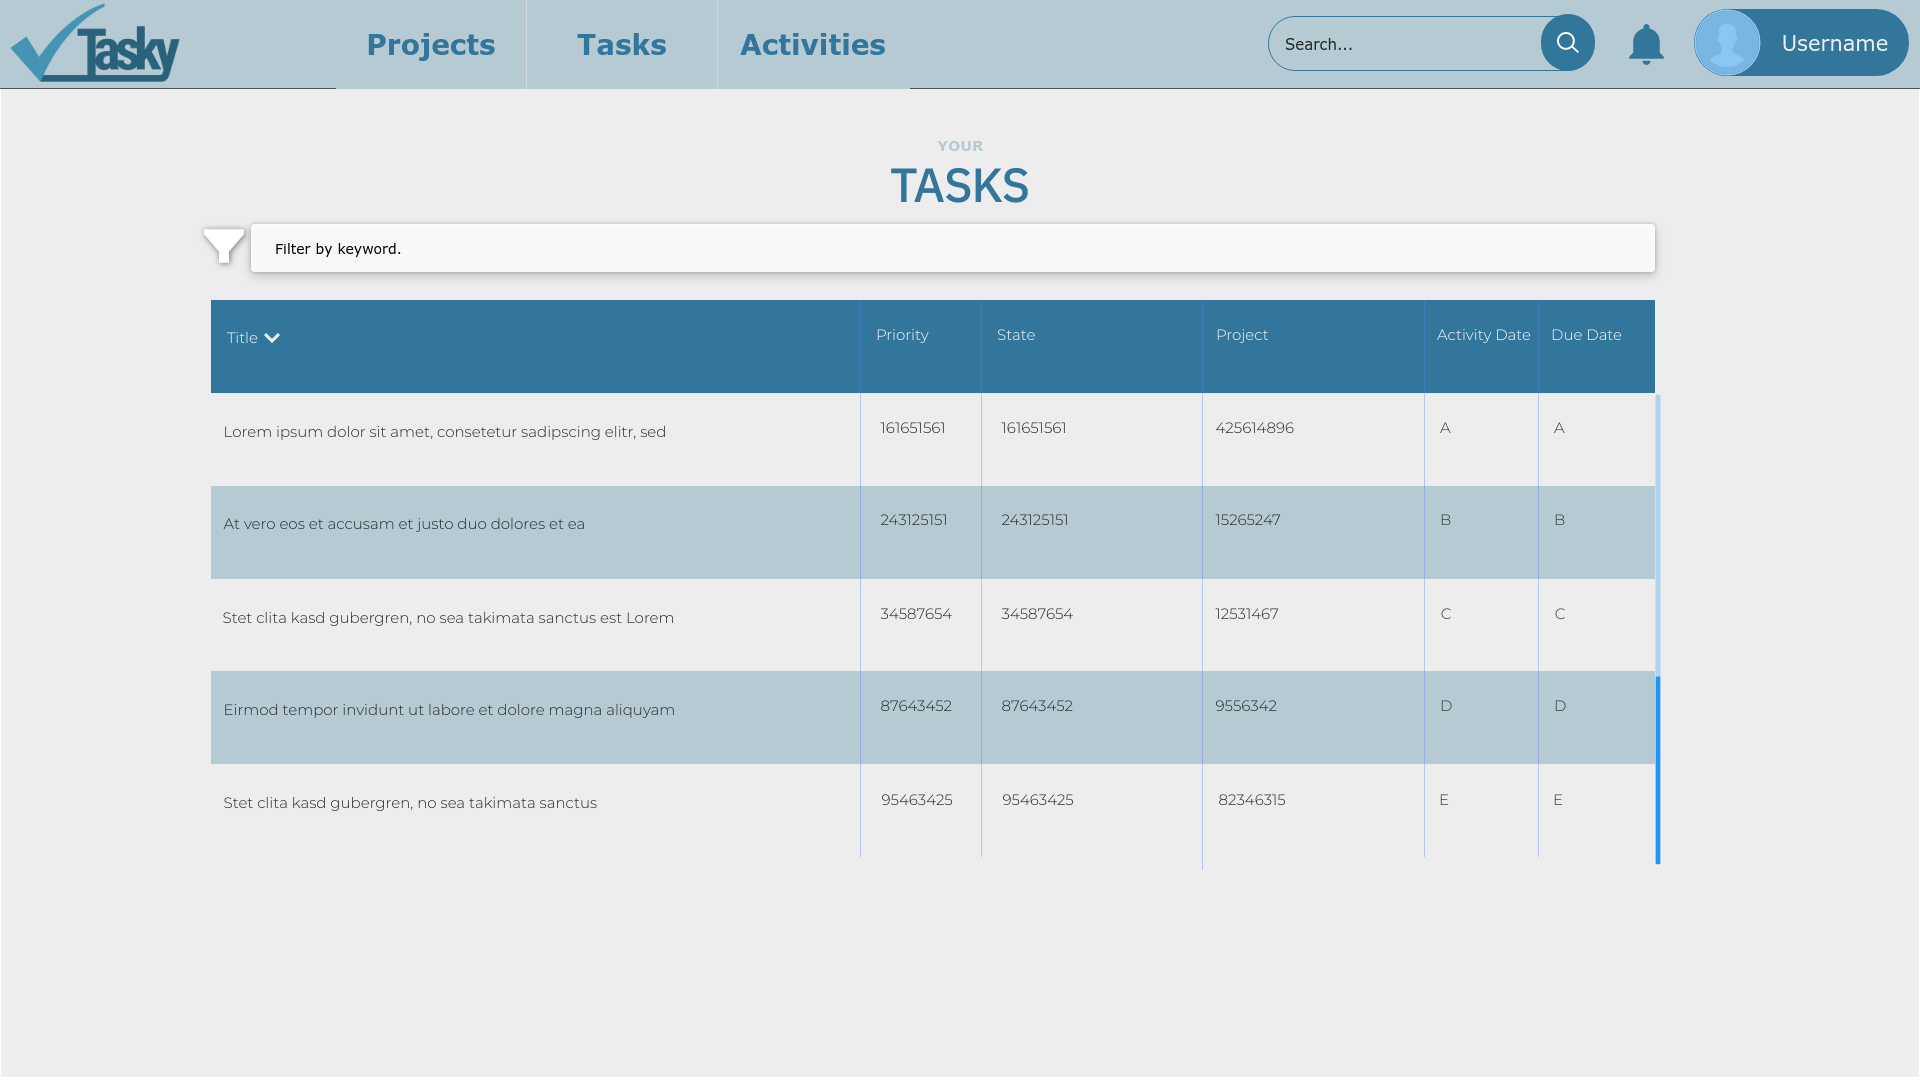 Tasky
Projects Tasks Activities Search... Username
YOUR
TASKS
Filter by keyword.
Title Priority State Project Activity Date Due Date
Lorem ipsum dolor sit amet, consetetur sadipscing elitr, sed 161651561 161651561 425614896 A A
At vero eos et accusam et justo duo dolores et ea 243125151 243125151 15265247 B B
Stet clita kasd gubergren, no sea takimata sanctus est Lorem 34587654 34587654 12531467 C C
Eirmod tempor invidunt ut labore et dolore magna aliquyam 87643452 87643452 9556342 D D
Stet clita kasd gubergren, no sea takimata sanctus 95463425 95463425 82346315 E E